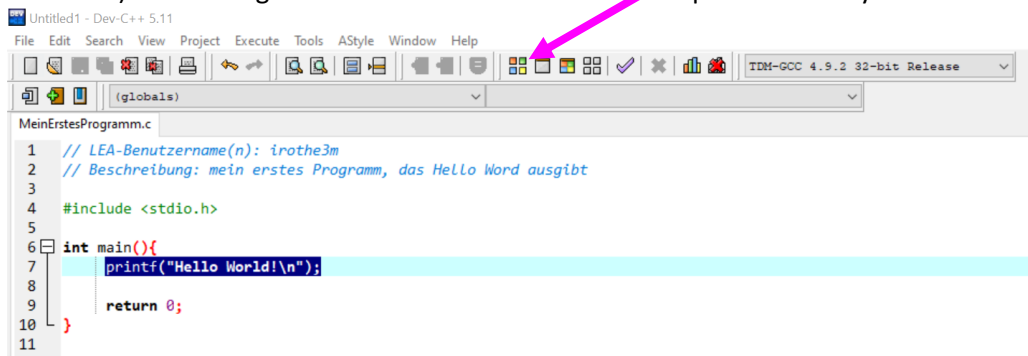 Untitled1 - Dev-C++ 5.11
File Edit Search View Project Execute Tools AStyle Window Help
TDM-GCC 4.9.2 32-bit Release
(globals)
MeinErstesProgramm.c
1 // LEA-Benutzername(n): irothe3m
2 // Beschreibung: mein erstes Programm, das Hello Word ausgibt
3
4 #include <stdio.h>
5
6 int main(){
7 printf("Hello World!\n");
8
9 return 0;
10 }
11